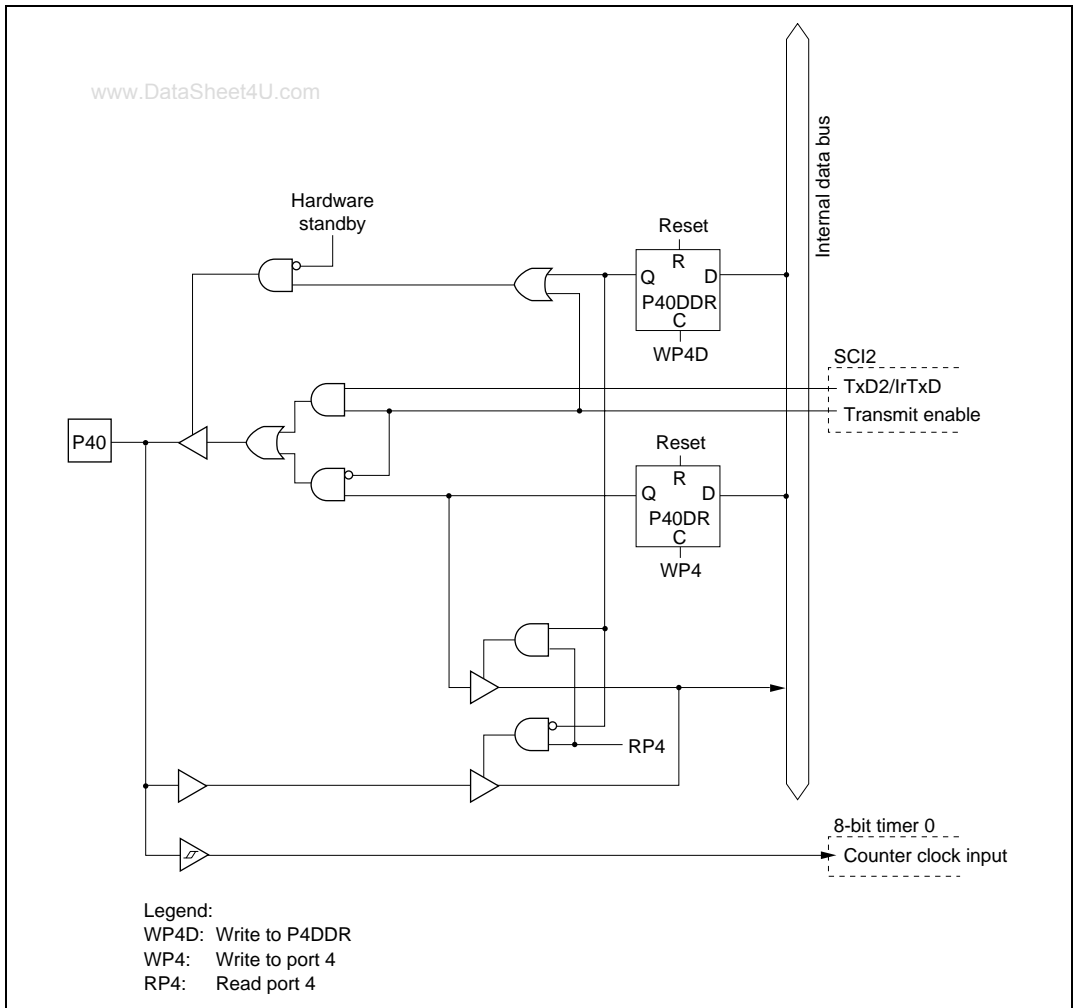 www.DataSheet4U.com
Internal data bus
Hardware
standby
Reset
R
Q
D
P40DDR
C
WP4D
SCI2
TxD2/IrTxD
Transmit enable
P40
Reset
R
Q
D
P40DR
C
WP4
RP4
8-bit timer 0
Counter clock input
Legend:
WP4D: Write to P4DDR
WP4: Write to port 4
RP4: Read port 4